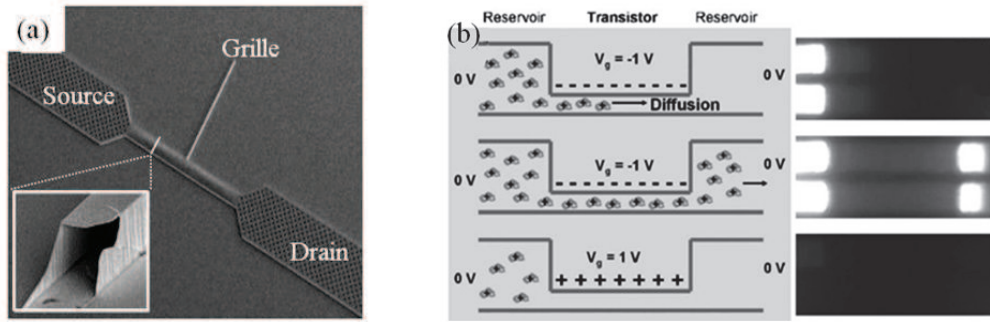 (a)
Grille
Source
Drain
(b)
Reservoir Transistor Reservoir
V_g = -1 V
0 V 0 V
Diffusion
V_g = -1 V
0 V 0 V
V_g = 1 V
0 V 0 V
+ + + + + + +